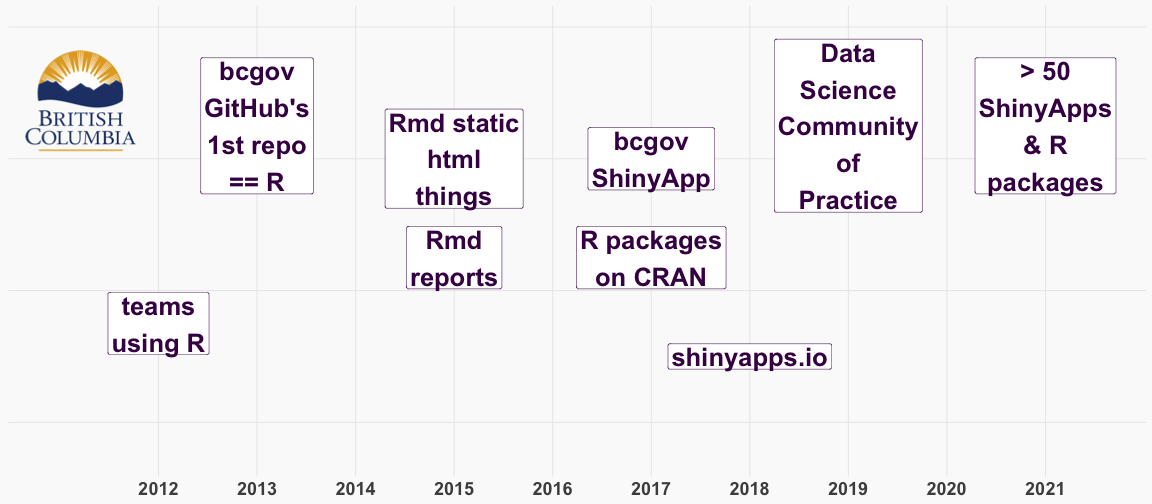 BRITISH
COLUMBIA
bcgov
GitHub's
1st repo
== R
Rmd static
html
things
bcgov
ShinyApp
Data
Science
Community
of
Practice
> 50
ShinyApps
& R
packages
Rmd
reports
R packages
on CRAN
teams
using R
shinyapps.io
2012 2013 2014 2015 2016 2017 2018 2019 2020 2021